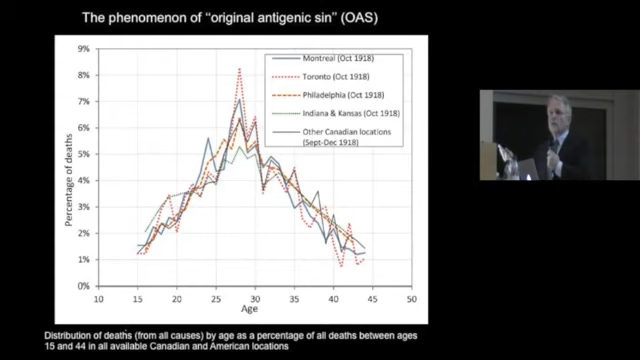 The phenomenon of "original antigenic sin" (OAS)
9%
8%
7%
6%
5%
4%
3%
2%
1%
0%
Percentage of deaths
Montreal (Oct 1918)
Toronto (Oct 1918)
Philadelphia (Oct 1918)
Indiana & Kansas (Oct 1918)
Other Canadian locations
(Sept-Dec 1918)
10 15 20 25 30 35 40 45 50
Age
Distribution of deaths (from all causes) by age as a percentage of all deaths between ages
15 and 44 in all available Canadian and American locations